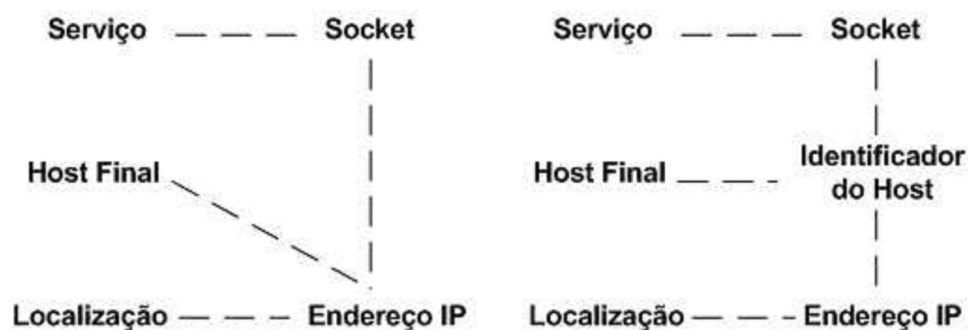 Serviço Socket
Host Final
Localização Endereço IP
Serviço Socket
Host Final Identificador
do Host
Localização Endereço IP